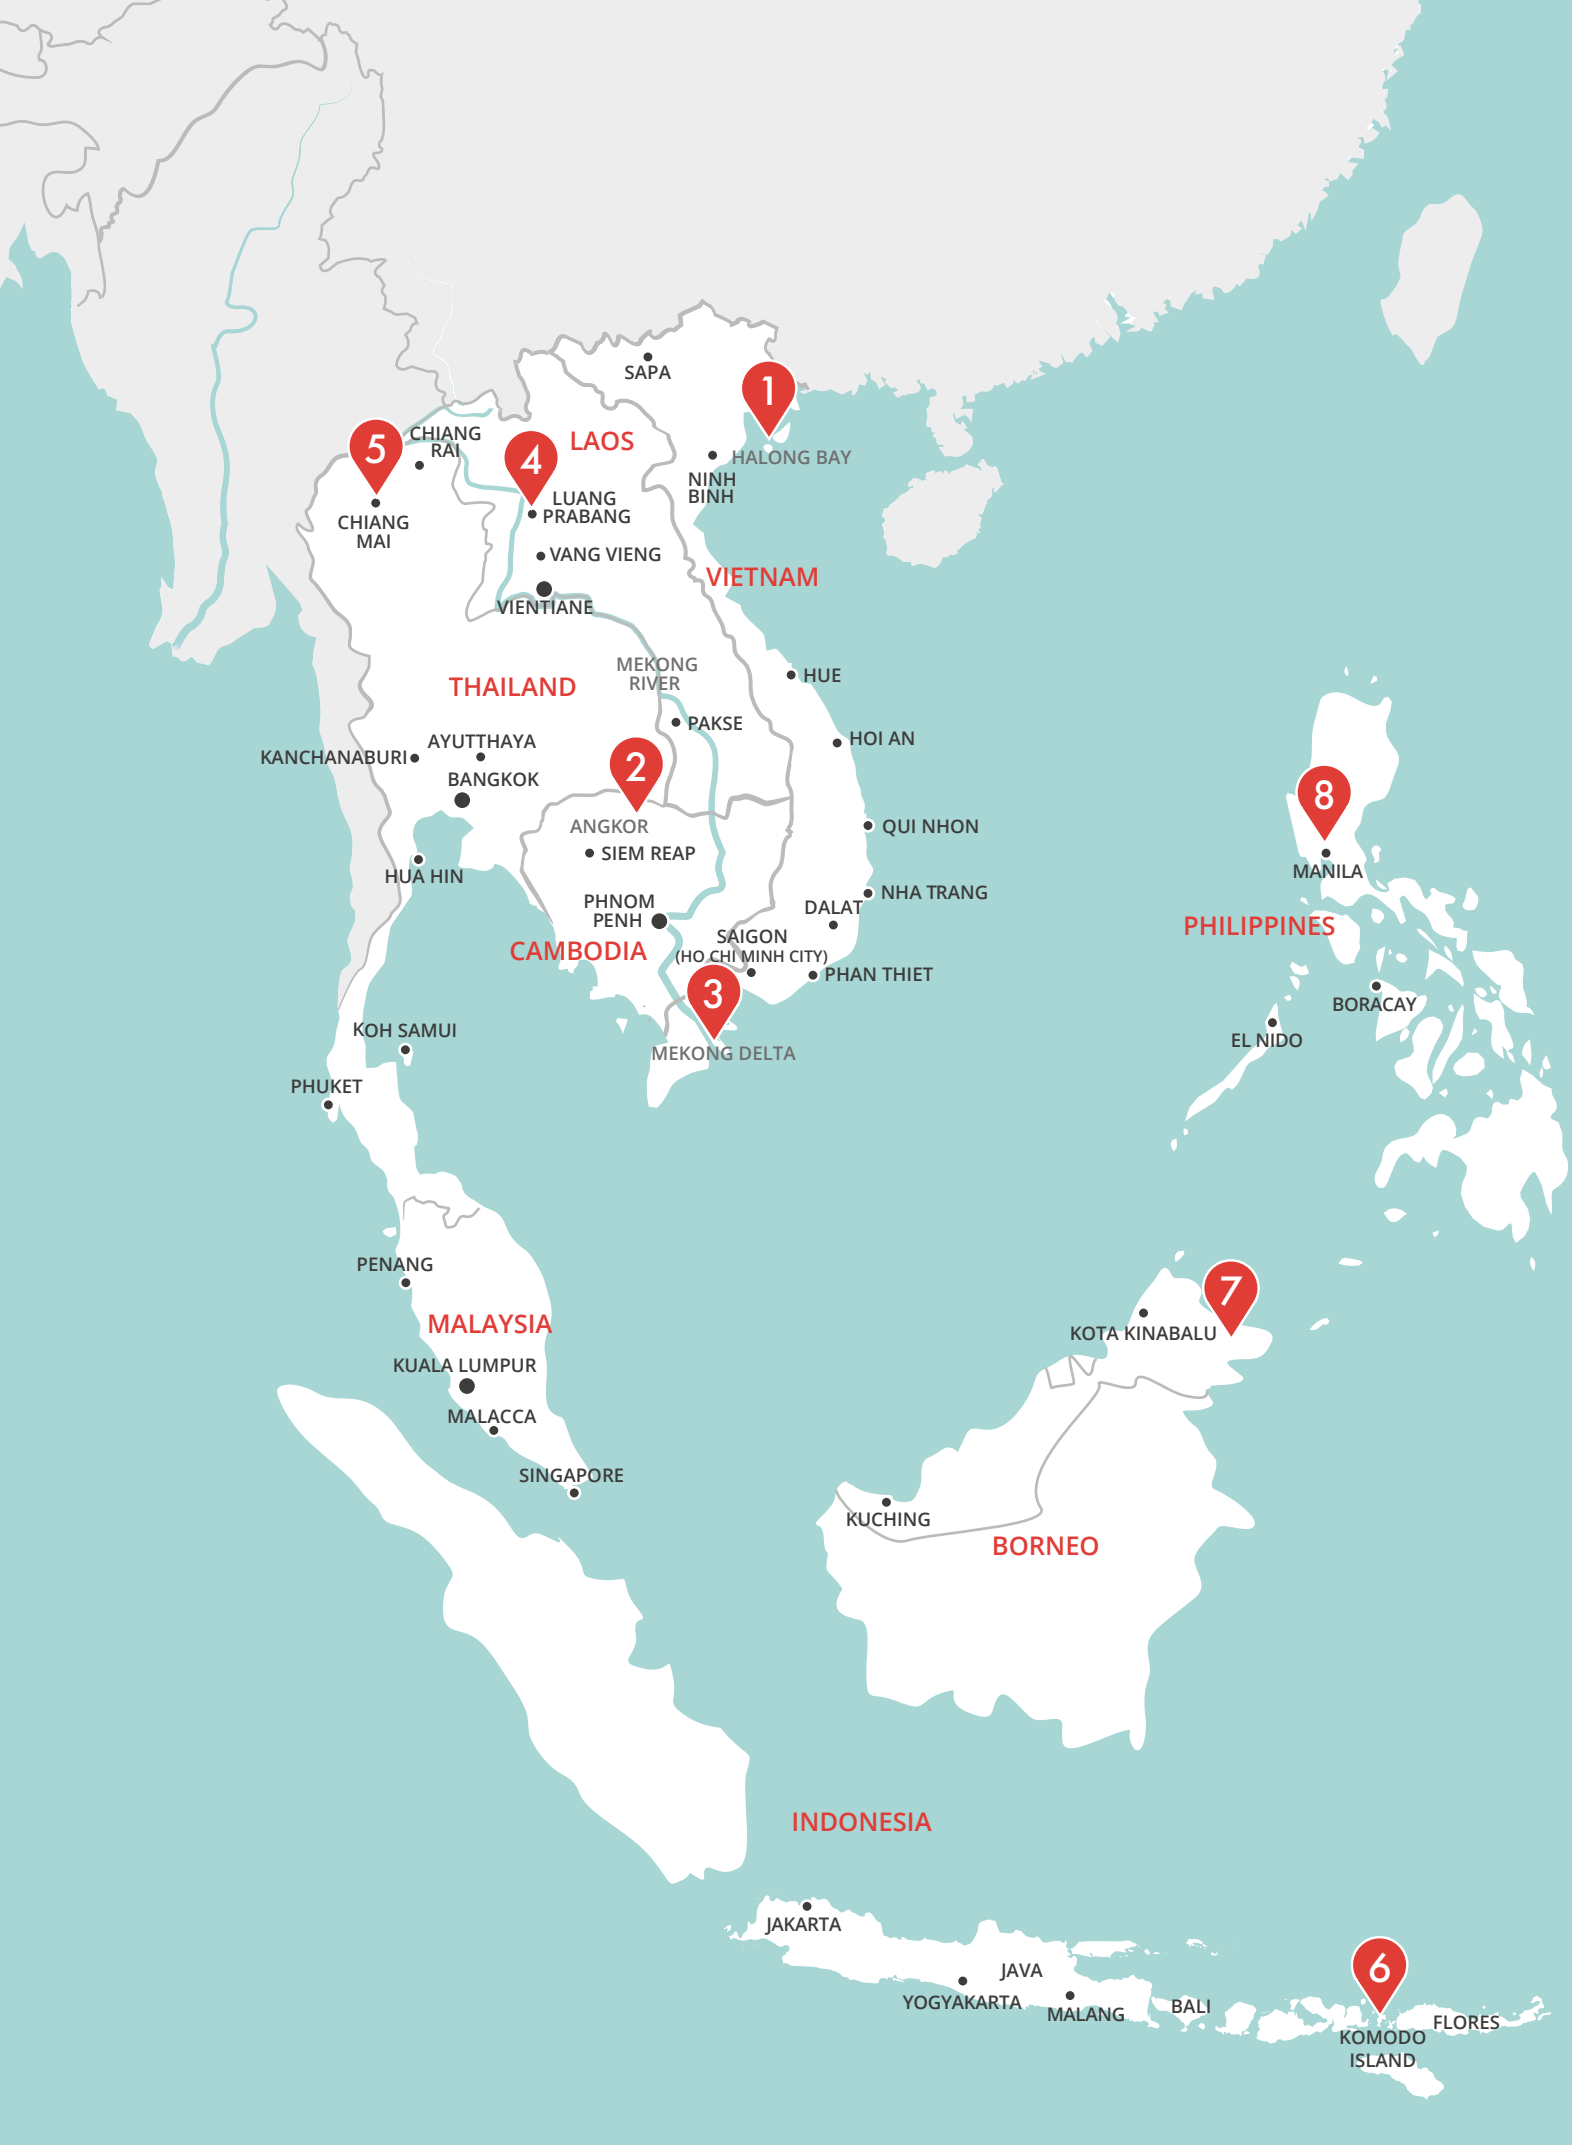 SAPA
1
CHIANG
RAI
LAOS
5
4
HALONG BAY
NINH
BINH
LUANG
PRABANG
CHIANG
MAI
VANG VIENG
VIETNAM
VIENTIANE
MEKONG
RIVER
HUE
THAILAND
PAKSE
HOI AN
AYUTTHAYA
KANCHANABURI
2
BANGKOK
8
ANGKOR
QUI NHON
SIEM REAP
MANILA
HUA HIN
NHA TRANG
PHNOM
PENH
DALAT
PHILIPPINES
SAIGON
(HO CHI MINH CITY)
CAMBODIA
PHAN THIET
3
BORACAY
KOH SAMUI
EL NIDO
MEKONG DELTA
PHUKET
PENANG
7
MALAYSIA
KOTA KINABALU
KUALA LUMPUR
MALACCA
SINGAPORE
KUCHING
BORNEO
INDONESIA
JAKARTA
6
JAVA
YOGYAKARTA
MALANG
BALI
FLORES
KOMODO
ISLAND